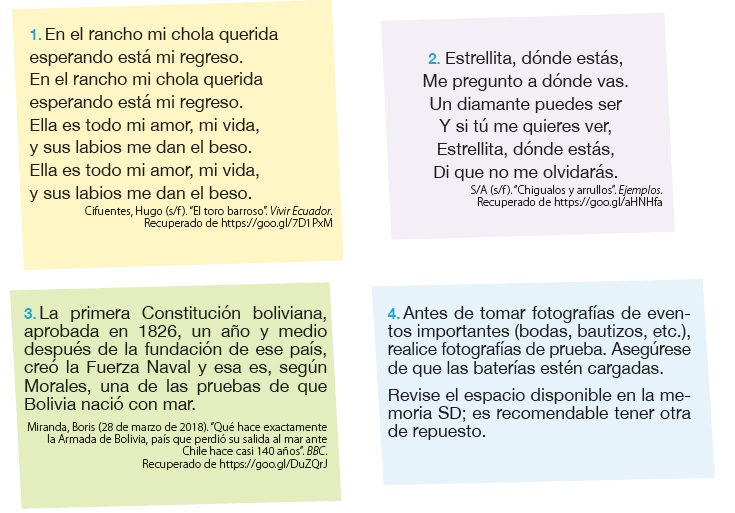 1. En el rancho mi chola querida
esperando está mi regreso.
En el rancho mi chola querida
esperando está mi regreso.
Ella es todo mi amor, mi vida,
y sus labios me dan el beso.
Ella es todo mi amor, mi vida,
y sus labios me dan el beso.
Cifuentes, Hugo (s/f). “El toro barroso”. Vivir Ecuador.
Recuperado de https://goo.gl/7D1PxM
2. Estrellita, dónde estás,
Me pregunto a dónde vas.
Un diamante puedes ser
Y si tú me quieres ver,
Estrellita, dónde estás,
Di que no me olvidarás.
S/A (s/f). “Chigualos y arrullos”. Ejemplos.
Recuperado de https://goo.gl/aHNHfa
3. La primera Constitución boliviana,
aprobada en 1826, un año y medio
después de la fundación de ese país,
creó la Fuerza Naval y esa es, según
Morales, una de las pruebas de que
Bolivia nació con mar.
Miranda, Boris (28 de marzo de 2018). “Qué hace exactamente
la Armada de Bolivia, país que perdió su salida al mar ante
Chile hace casi 140 años”. BBC.
Recuperado de https://goo.gl/DuZQrJ
4. Antes de tomar fotografías de even-
tos importantes (bodas, bautizos, etc.),
realice fotografías de prueba. Asegúrese
de que las baterías estén cargadas.
Revise el espacio disponible en la me-
moria SD; es recomendable tener otra
de repuesto.